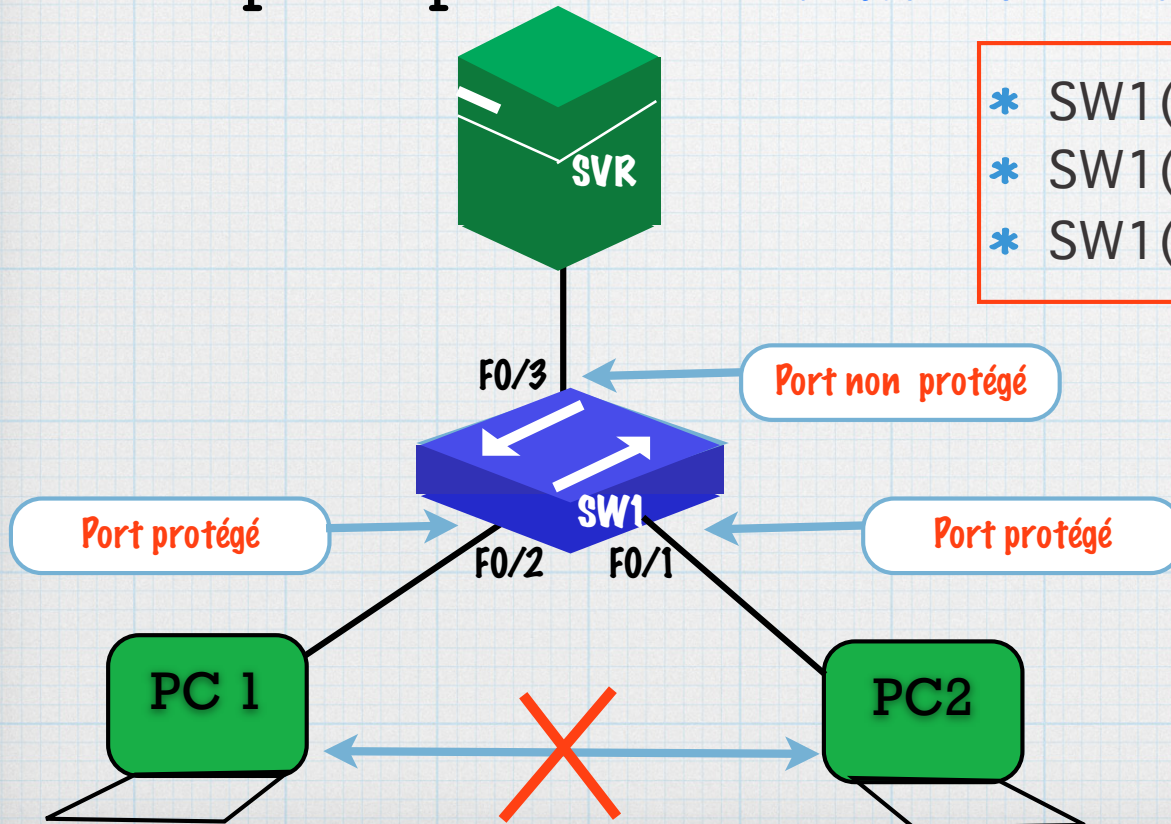 * SW1(
* SW1(
* SW1(
SVR
F0/3
Port non protégé
SW1
Port protégé
Port protégé
F0/2
F0/1
PC 1
PC2